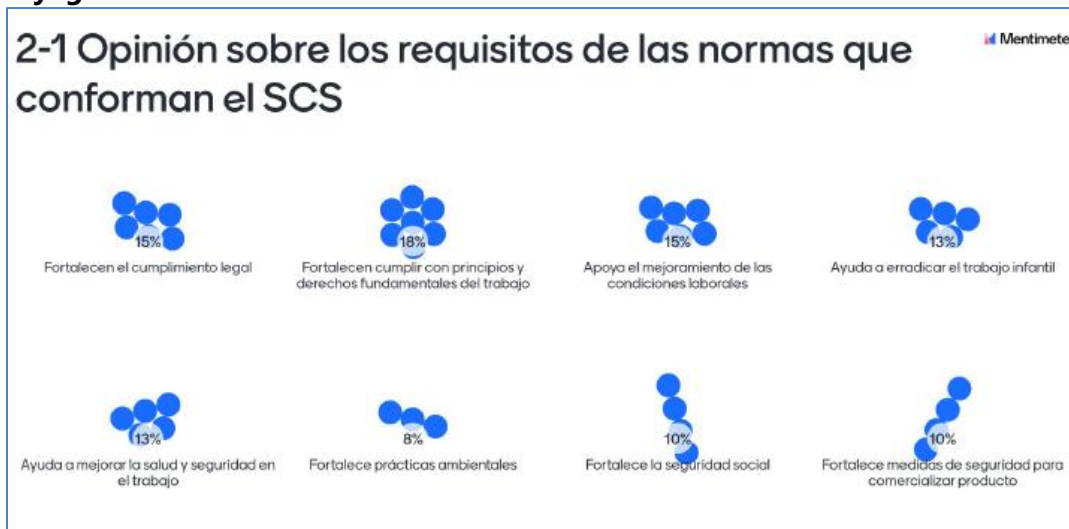 2-1 Opinión sobre los requisitos de las normas que
conforman el SCS
Mentimete
15%
Fortalecen el cumplimiento legal
18%
Fortalecen cumplir con principios y
derechos fundamentales del trabajo
15%
Apoya el mejoramiento de las
condiciones laborales
13%
Ayuda a erradicar el trabajo infantil
13%
Ayuda a mejorar la salud y seguridad en
el trabajo
8%
Fortalece prácticas ambientales
10%
Fortalece la seguridad social
10%
Fortalece medidas de seguridad para
comercializar producto